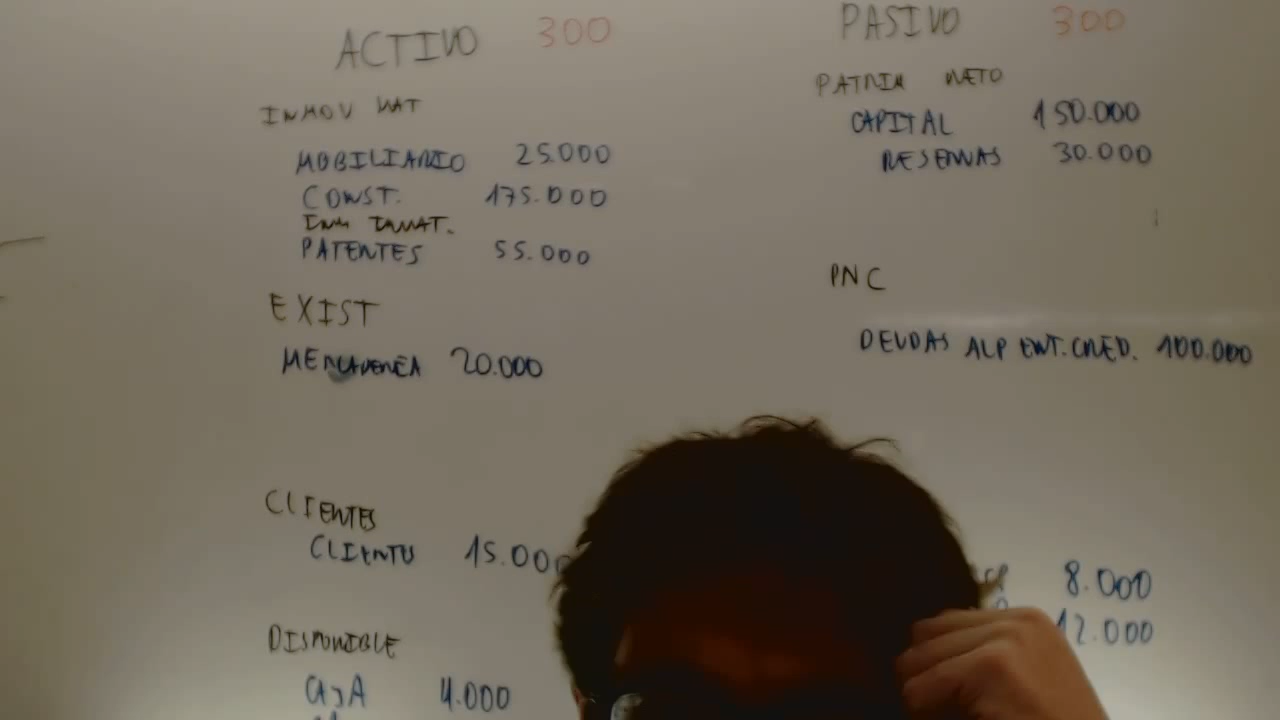 ACTIVO 300
INMOV MAT
MOBILIARIO 25.000
CONST. 175.000
INM INMAT.
PATENTES 55.000
EXIST
MERCADERÍA 20.000
CLIENTES
CLIENTES 15.000
DISPONIBLE
CAJA 4.000
PASIVO 300
PATRIM NETO
CAPITAL 150.000
RESERVAS 30.000
PNC
DEUDAS ALP ENT.CRED. 100.000
8.000
12.000